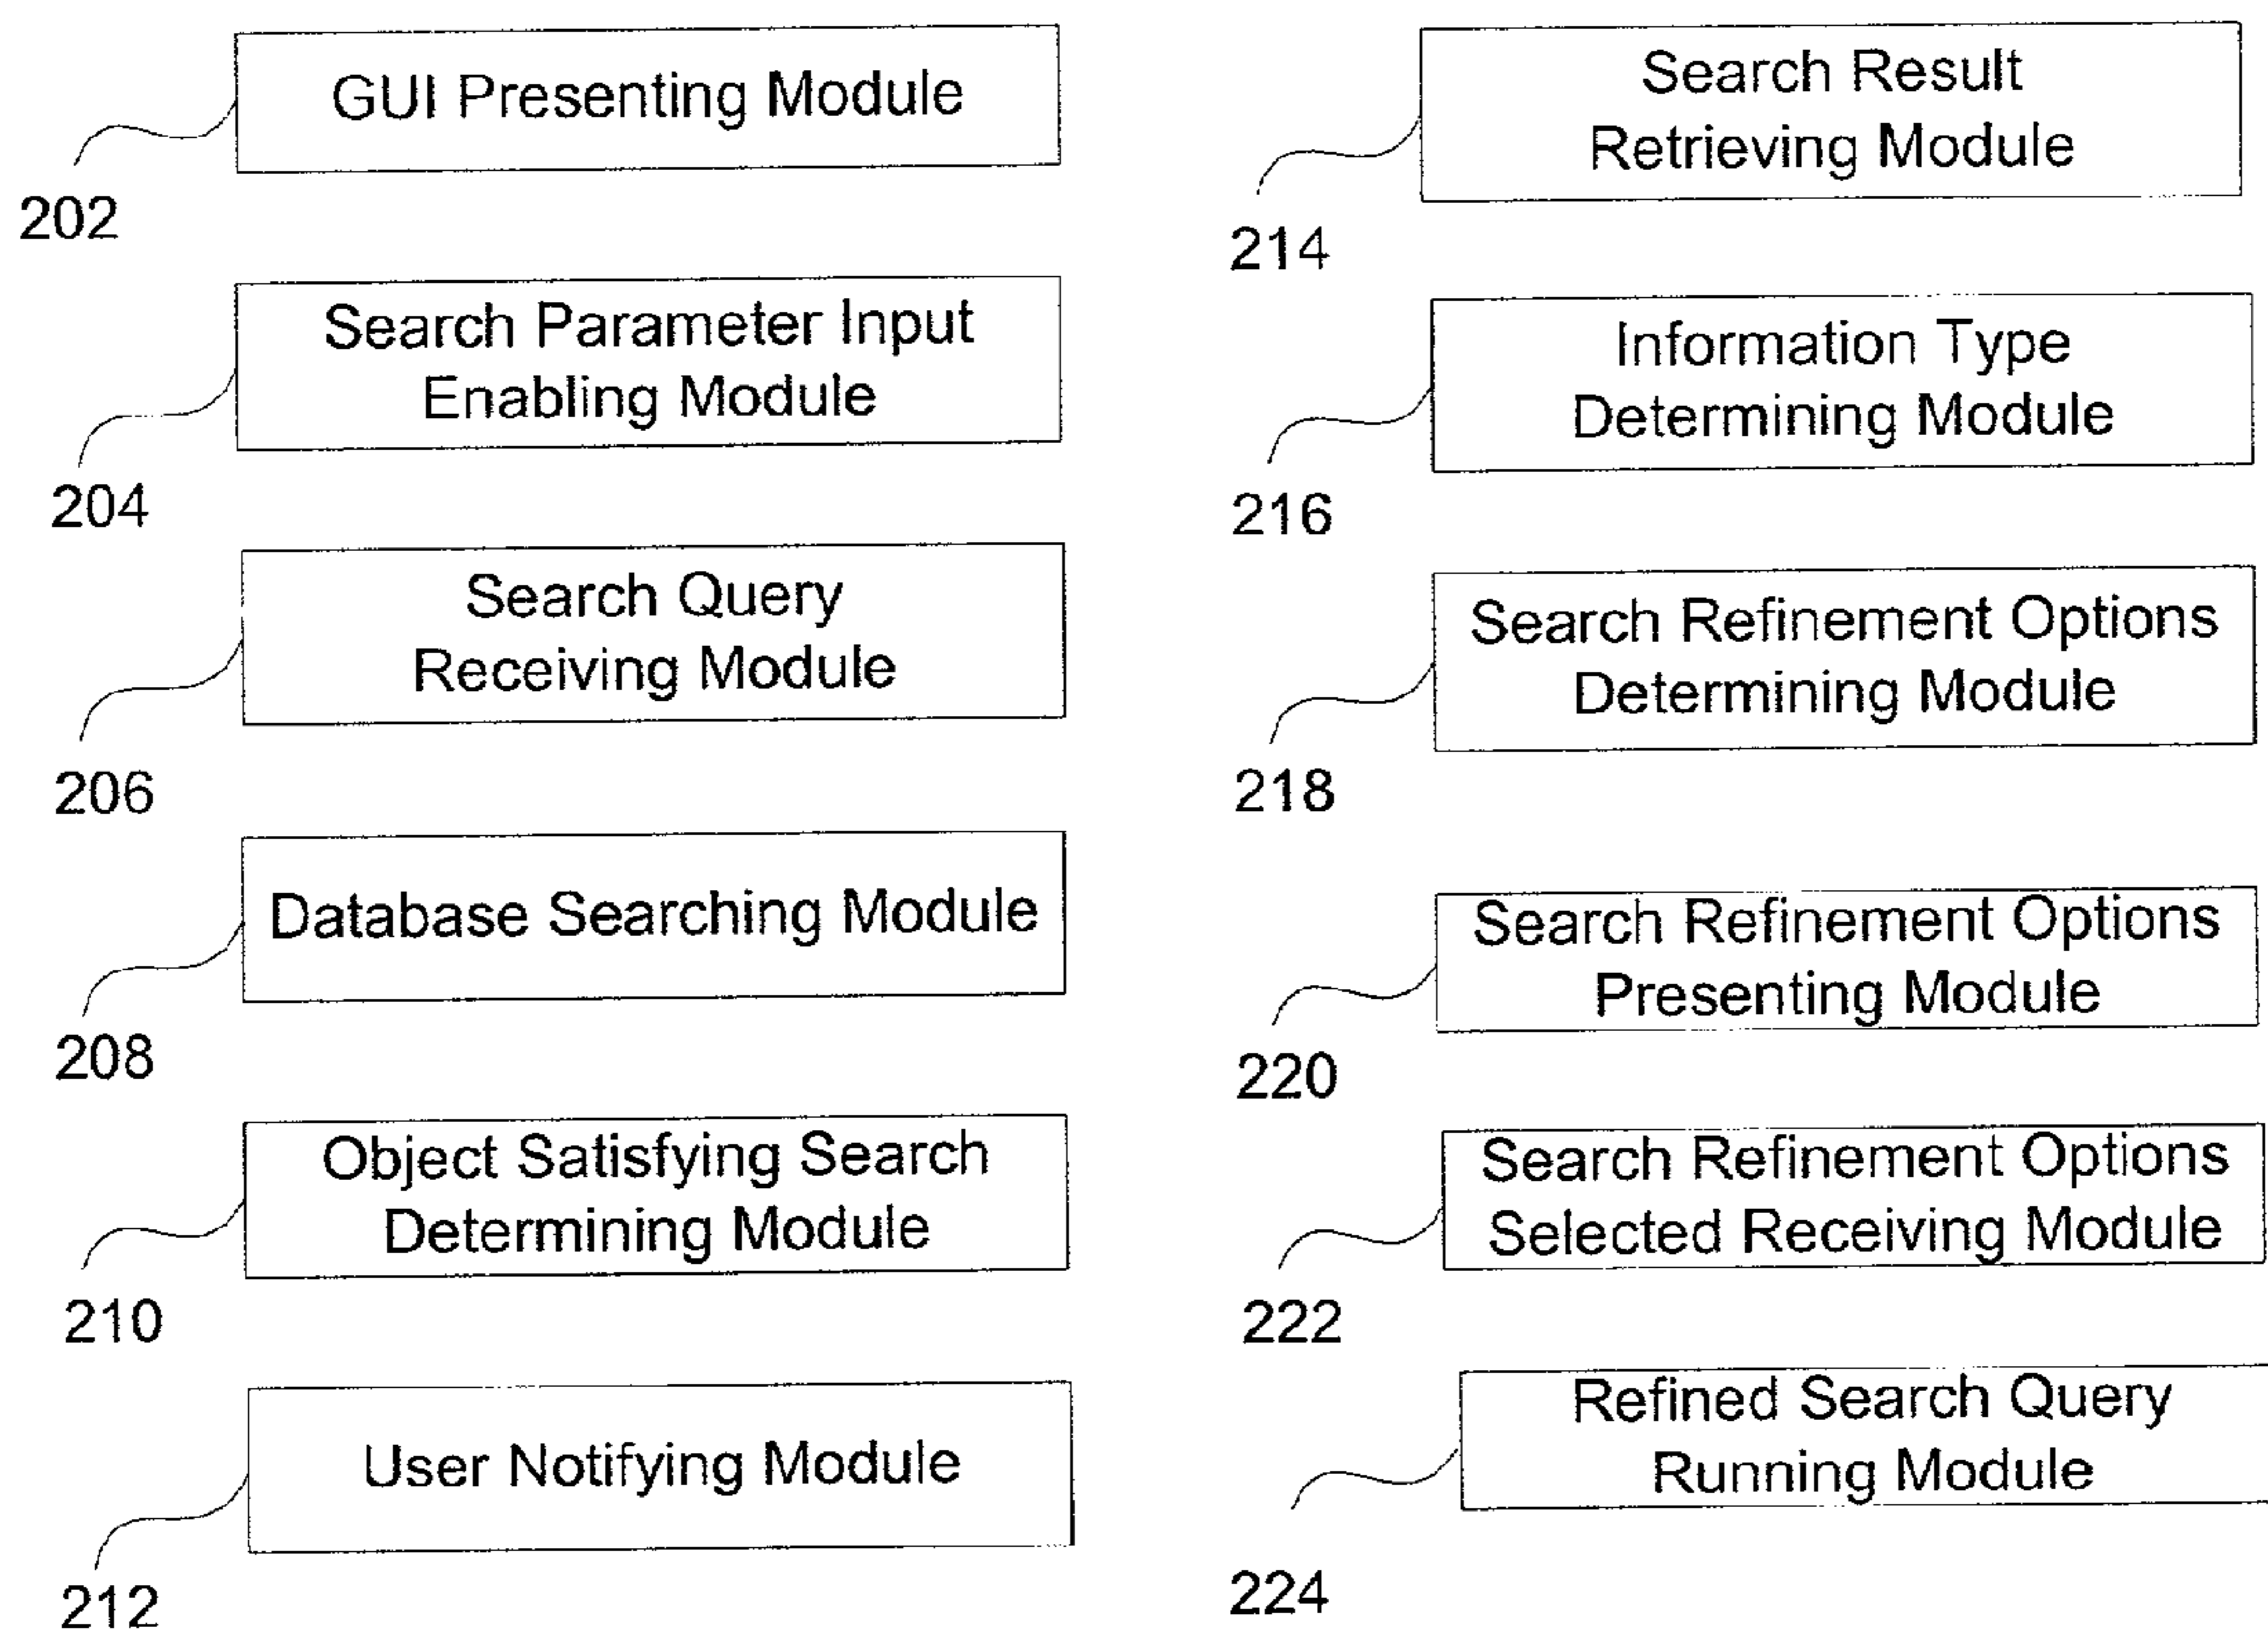 GUI Presenting Module
202
Search Parameter Input
Enabling Module
204
Search Query
Receiving Module
206
Database Searching Module
208
Object Satisfying Search
Determining Module
210
User Notifying Module
212
Search Result
Retrieving Module
214
Information Type
Determining Module
216
Search Refinement Options
Determining Module
218
Search Refinement Options
Presenting Module
220
Search Refinement Options
Selected Receiving Module
222
Refined Search Query
Running Module
224